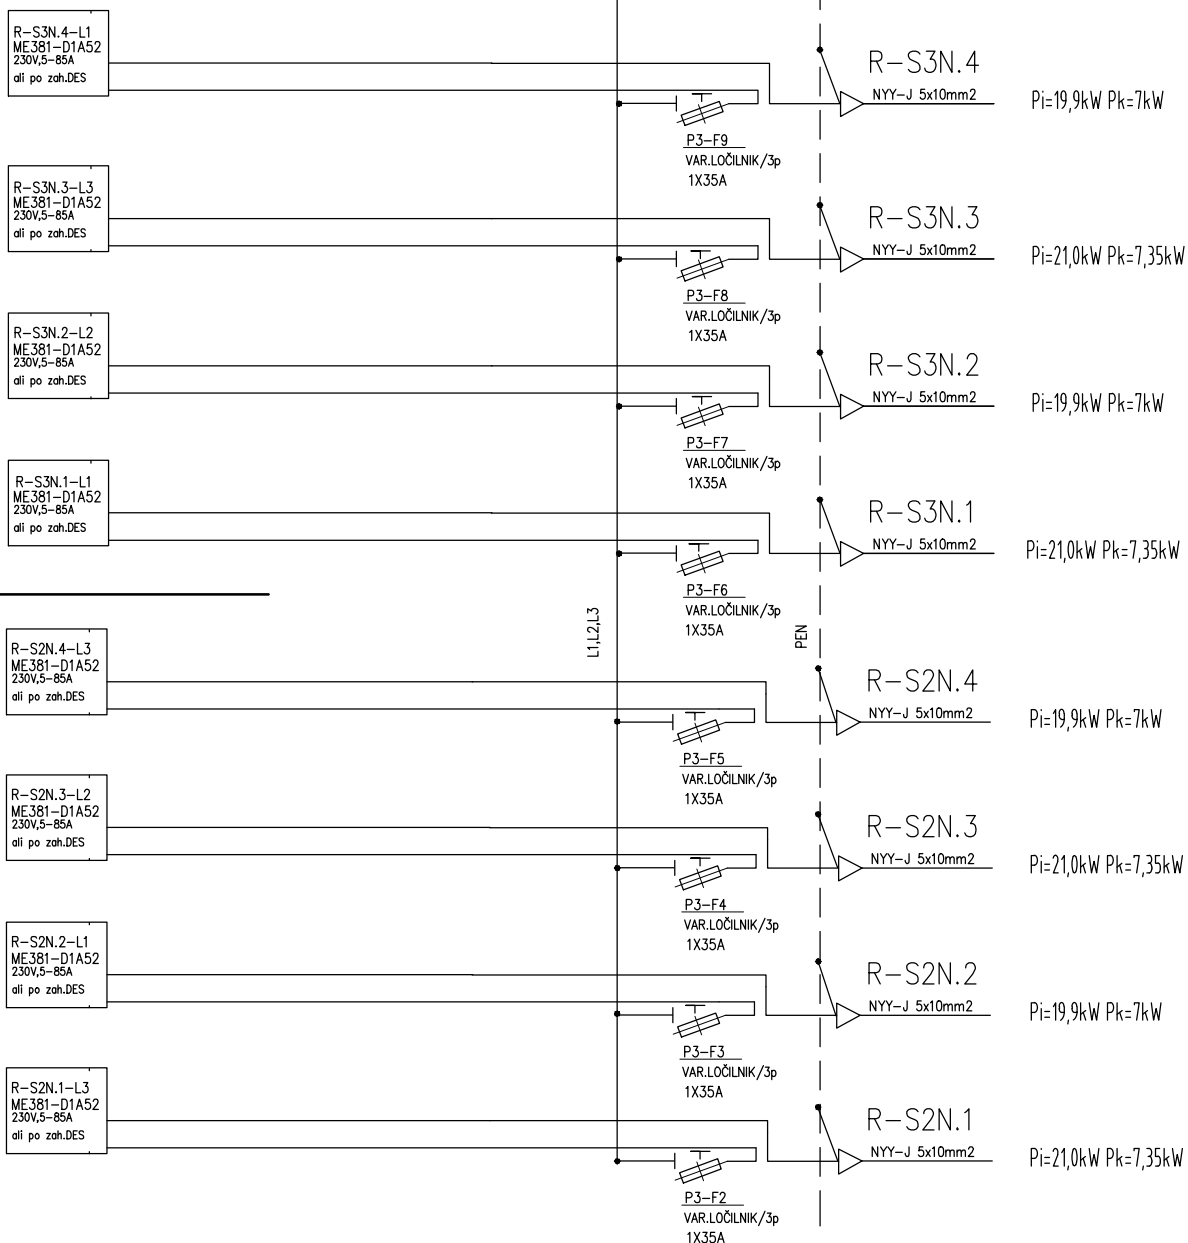 R-S3N.4-L1
ME381-D1A52
230V,5-85A
ali po zah.DES
R-S3N.4
NYY-J 5x10mm2
Pi=19,9kW Pk=7kW
P3-F9
VAR.LOČILNIK/3p
1X35A
R-S3N.3-L3
ME381-D1A52
230V,5-85A
ali po zah.DES
R-S3N.3
NYY-J 5x10mm2
Pi=21,0kW Pk=7,35kW
P3-F8
VAR.LOČILNIK/3p
1X35A
R-S3N.2-L2
ME381-D1A52
230V,5-85A
ali po zah.DES
R-S3N.2
NYY-J 5x10mm2
Pi=19,9kW Pk=7kW
P3-F7
VAR.LOČILNIK/3p
1X35A
R-S3N.1-L1
ME381-D1A52
230V,5-85A
ali po zah.DES
R-S3N.1
NYY-J 5x10mm2
Pi=21,0kW Pk=7,35kW
P3-F6
VAR.LOČILNIK/3p
1X35A
L1,L2,L3
PEN
R-S2N.4-L3
ME381-D1A52
230V,5-85A
ali po zah.DES
R-S2N.4
NYY-J 5x10mm2
Pi=19,9kW Pk=7kW
P3-F5
VAR.LOČILNIK/3p
1X35A
R-S2N.3-L2
ME381-D1A52
230V,5-85A
ali po zah.DES
R-S2N.3
NYY-J 5x10mm2
Pi=21,0kW Pk=7,35kW
P3-F4
VAR.LOČILNIK/3p
1X35A
R-S2N.2-L1
ME381-D1A52
230V,5-85A
ali po zah.DES
R-S2N.2
NYY-J 5x10mm2
Pi=19,9kW Pk=7kW
P3-F3
VAR.LOČILNIK/3p
1X35A
R-S2N.1-L3
ME381-D1A52
230V,5-85A
ali po zah.DES
R-S2N.1
NYY-J 5x10mm2
Pi=21,0kW Pk=7,35kW
P3-F2
VAR.LOČILNIK/3p
1X35A